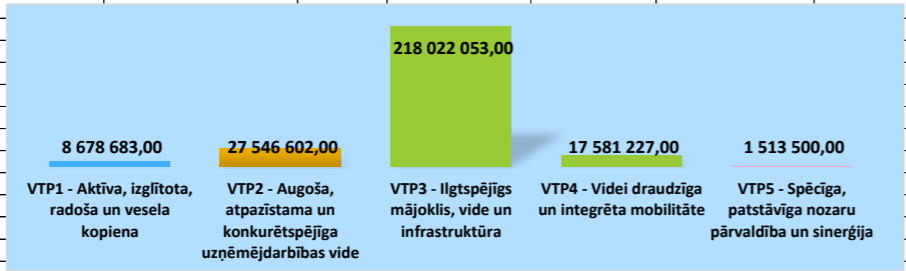 218 022 053,00
8 678 683,00
27 546 602,00
17 581 227,00
1 513 500,00
VTP1 - Aktīva, izglītota,
radoša un vesela
kopiena
VTP2 - Augoša,
atpazīstama un
konkurētspējīga
uzņēmējdarbības vide
VTP3 - Ilgtspējīgs
mājoklis, vide un
infrastruktūra
VTP4 - Videi draudzīga
un integrēta mobilitāte
VTP5 - Spēcīga,
patstāvīga nozaru
pārvaldība un sinerģija